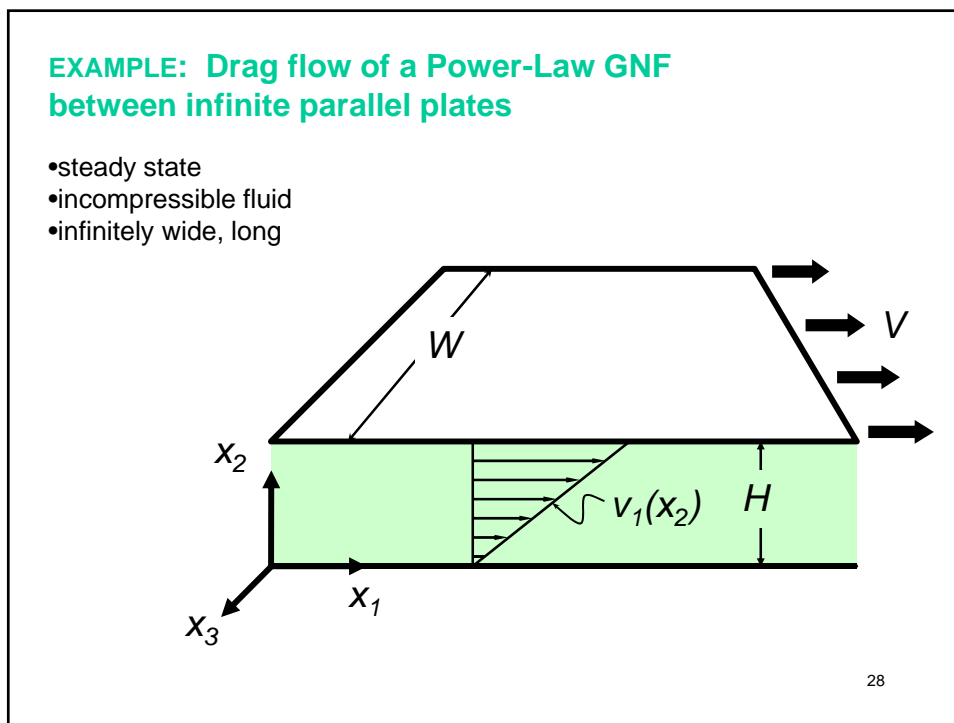 EXAMPLE: Drag flow of a Power-Law GNF
between infinite parallel plates
•steady state
•incompressible fluid
•infinitely wide, long
W
V
x₂
v₁(x₂)
H
x₁
x₃
28